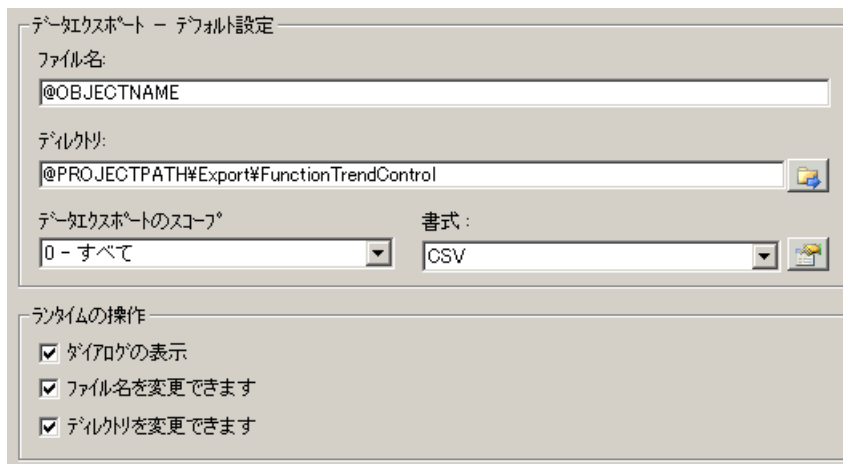 データエクスポート － デフォルト設定
ファイル名:
@OBJECTNAME
ディレクトリ:
@PROJECTPATH¥Export¥FunctionTrendControl
データエクスポートのスコープ
書式：
0 - すべて
CSV
ランタイムの操作
ダイアログの表示
ファイル名を変更できます
ディレクトリを変更できます